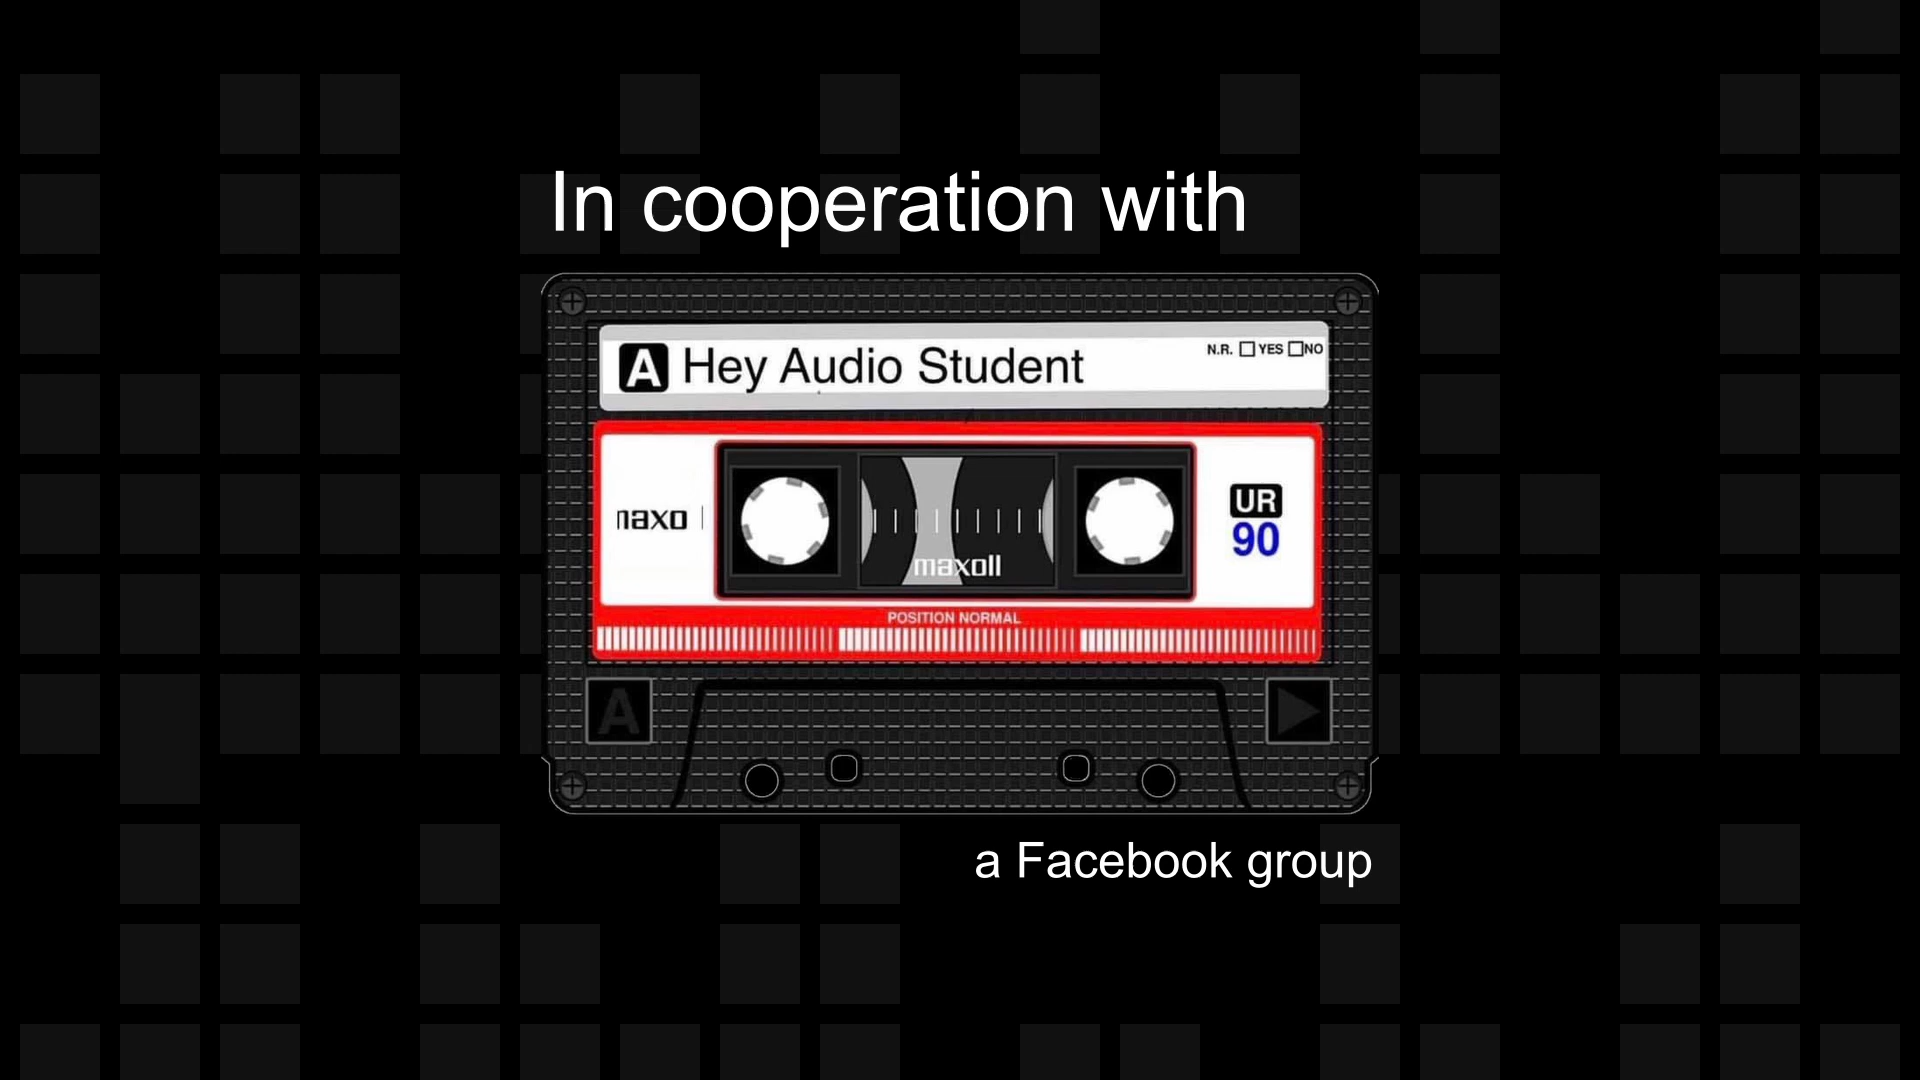 In cooperation with
A Hey Audio Student
N.R. YES NO
naxo
UR
90
maxoll
POSITION NORMAL
A
a Facebook group